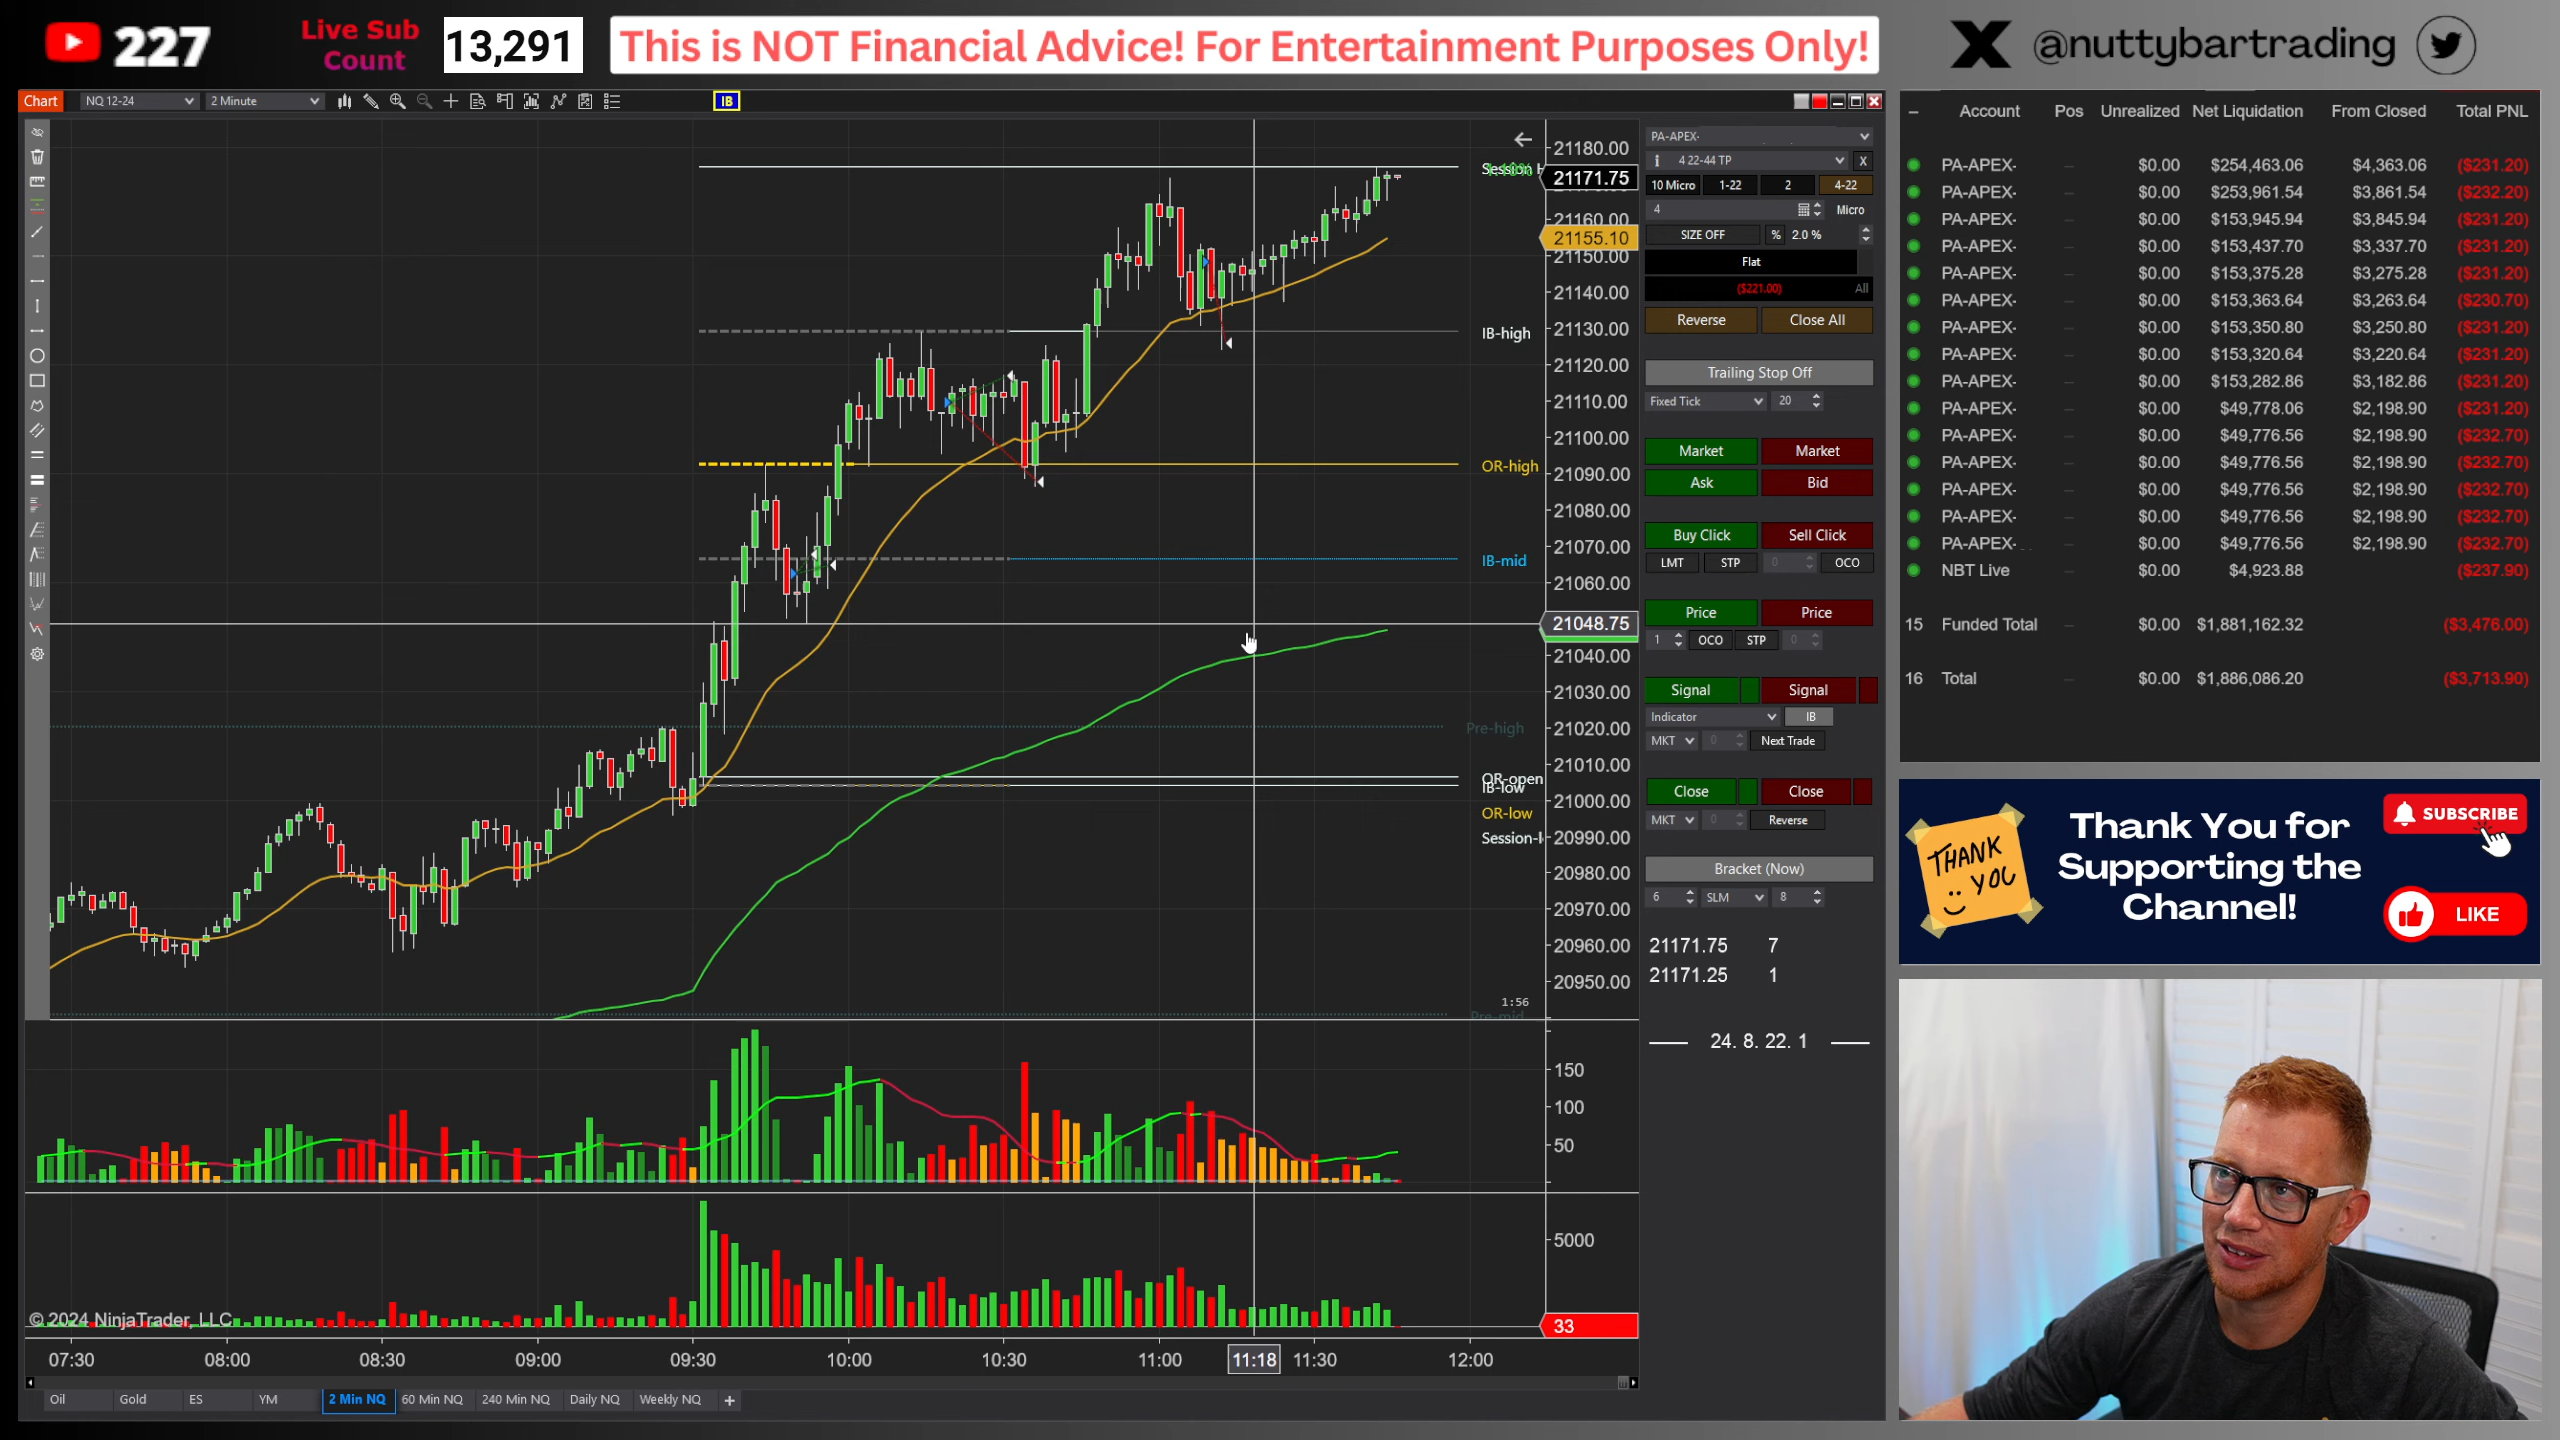 227
Live Sub
Count
13,291
This is NOT Financial Advice! For Entertainment Purposes Only!
@nuttybartrading
Chart
NQ 12-24
2 Minute
IB
21180.00
21171.75
21160.00
21155.10
21150.00
21140.00
21130.00
21120.00
21110.00
21100.00
21090.00
21080.00
21070.00
21060.00
21048.75
21040.00
21030.00
21020.00
21010.00
21000.00
20990.00
20980.00
20970.00
20960.00
20950.00
IB-high
OR-high
IB-mid
Pre-high
OR-open
IB-low
OR-low
Session-l
1:56
Pre-mid
150
100
50
5000
33
© 2024 NinjaTrader, LLC
07:30 08:00 08:30 09:00 09:30 10:00 10:30 11:00 11:18 11:30 12:00
Oil Gold ES YM 2 Min NQ 60 Min NQ 240 Min NQ Daily NQ Weekly NQ +
PA-APEX-
4 22-44 TP X
10 Micro 1-22 2 4-22
4 Micro
SIZE OFF % 2.0 %
Flat
($221.00) All
Reverse Close All
Trailing Stop Off
Fixed Tick 20
Market Market
Ask Bid
Buy Click Sell Click
LMT STP 0 OCO
Price Price
1 OCO STP 0
Signal Signal
Indicator IB
MKT 0 Next Trade
Close Close
MKT 0 Reverse
Bracket (Now)
6 SLM 8
21171.75 7
21171.25 1
24. 8. 22. 1
– Account Pos Unrealized Net Liquidation From Closed Total PNL
PA-APEX- – $0.00 $254,463.06 $4,363.06 ($231.20)
PA-APEX- – $0.00 $253,961.54 $3,861.54 ($232.20)
PA-APEX- – $0.00 $153,945.94 $3,845.94 ($231.20)
PA-APEX- – $0.00 $153,437.70 $3,337.70 ($231.20)
PA-APEX- – $0.00 $153,375.28 $3,275.28 ($231.20)
PA-APEX- – $0.00 $153,363.64 $3,263.64 ($230.70)
PA-APEX- – $0.00 $153,350.80 $3,250.80 ($231.20)
PA-APEX- – $0.00 $153,320.64 $3,220.64 ($231.20)
PA-APEX- – $0.00 $153,282.86 $3,182.86 ($231.20)
PA-APEX- – $0.00 $49,778.06 $2,198.90 ($231.20)
PA-APEX- – $0.00 $49,776.56 $2,198.90 ($232.70)
PA-APEX- – $0.00 $49,776.56 $2,198.90 ($232.70)
PA-APEX- – $0.00 $49,776.56 $2,198.90 ($232.70)
PA-APEX- – $0.00 $49,776.56 $2,198.90 ($232.70)
PA-APEX- – $0.00 $49,776.56 $2,198.90 ($232.70)
NBT Live – $0.00 $4,923.88 ($237.90)
15 Funded Total – $0.00 $1,881,162.32 ($3,476.00)
16 Total – $0.00 $1,886,086.20 ($3,713.90)
THANK YOU
Thank You for
Supporting the
Channel!
SUBSCRIBE
LIKE